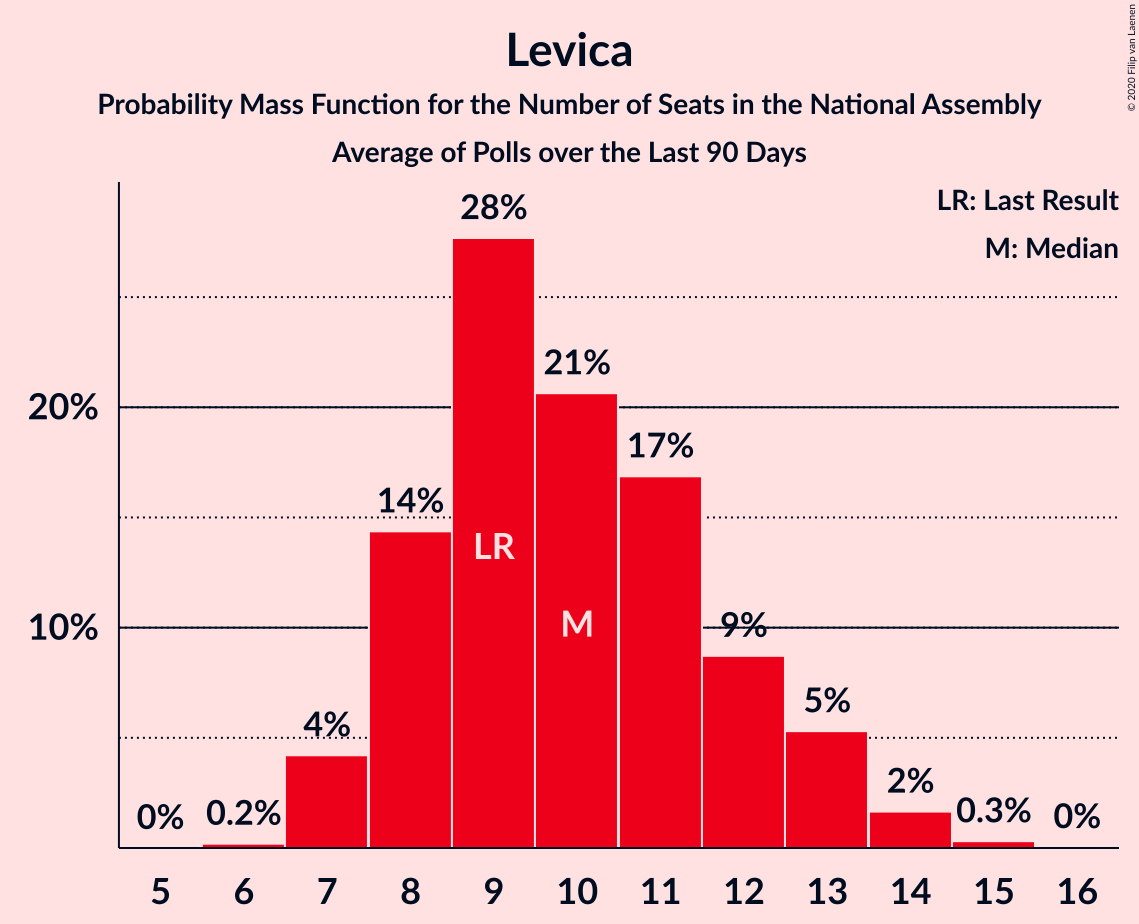 Levica
Probability Mass Function for the Number of Seats in the National Assembly
Average of Polls over the Last 90 Days
© 2020 Filip van Laenen
LR: Last Result
M: Median
28%
21%
20%
17%
14%
LR
M
10%
9%
5%
4%
2%
0%
0.2%
0.3%
0%
5 6 7 8 9 10 11 12 13 14 15 16